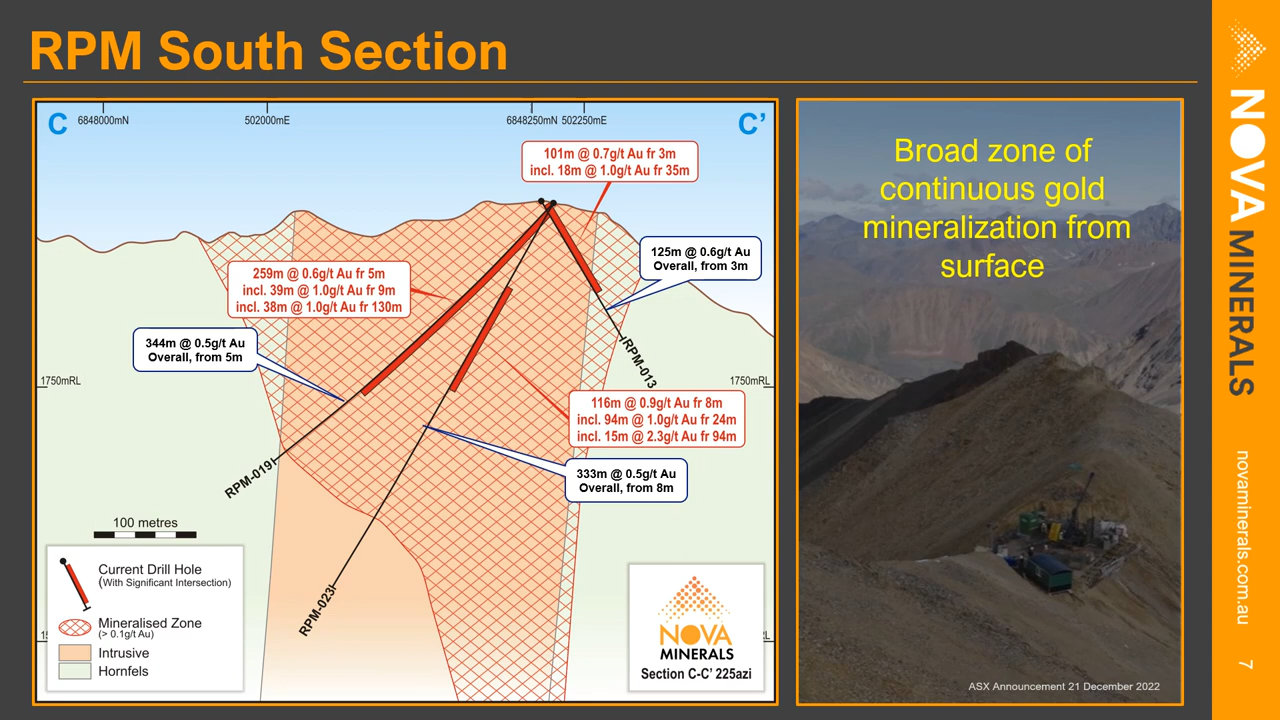 RPM South Section
C
6848000mN
502000mE
6848250mN
502250mE
C’
101m @ 0.7g/t Au fr 3m
incl. 18m @ 1.0g/t Au fr 35m
125m @ 0.6g/t Au
Overall, from 3m
259m @ 0.6g/t Au fr 5m
incl. 39m @ 1.0g/t Au fr 9m
incl. 38m @ 1.0g/t Au fr 130m
344m @ 0.5g/t Au
Overall, from 5m
RPM-013
1750mRL
1750mRL
116m @ 0.9g/t Au fr 8m
incl. 94m @ 1.0g/t Au fr 24m
incl. 15m @ 2.3g/t Au fr 94m
RPM-019
333m @ 0.5g/t Au
Overall, from 8m
RPM-023
100 metres
Current Drill Hole
(With Significant Intersection)
Mineralised Zone
(> 0.1g/t Au)
Intrusive
Hornfels
NOVA
MINERALS
Section C-C’ 225azi
Broad zone of
continuous gold
mineralization from
surface
ASX Announcement 21 December 2022
NOVA MINERALS
novaminerals.com.au
7